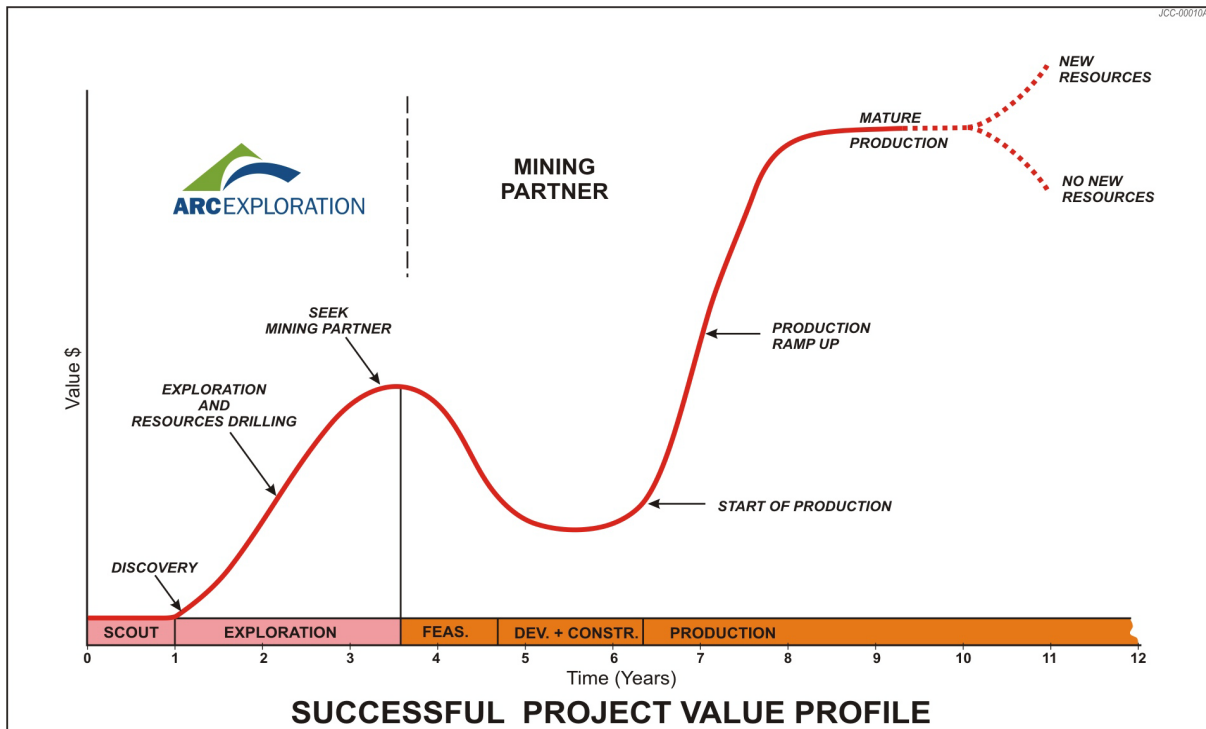 JCC-00010A
NEW
RESOURCES
MATURE
PRODUCTION
MINING
PARTNER
ARCEXPLORATION
NO NEW
RESOURCES
SEEK
MINING PARTNER
PRODUCTION
RAMP UP
Value $
EXPLORATION
AND
RESOURCES DRILLING
START OF PRODUCTION
DISCOVERY
SCOUT EXPLORATION FEAS. DEV. + CONSTR. PRODUCTION
0 1 2 3 4 5 6 7 8 9 10 11 12
Time (Years)
SUCCESSFUL PROJECT VALUE PROFILE